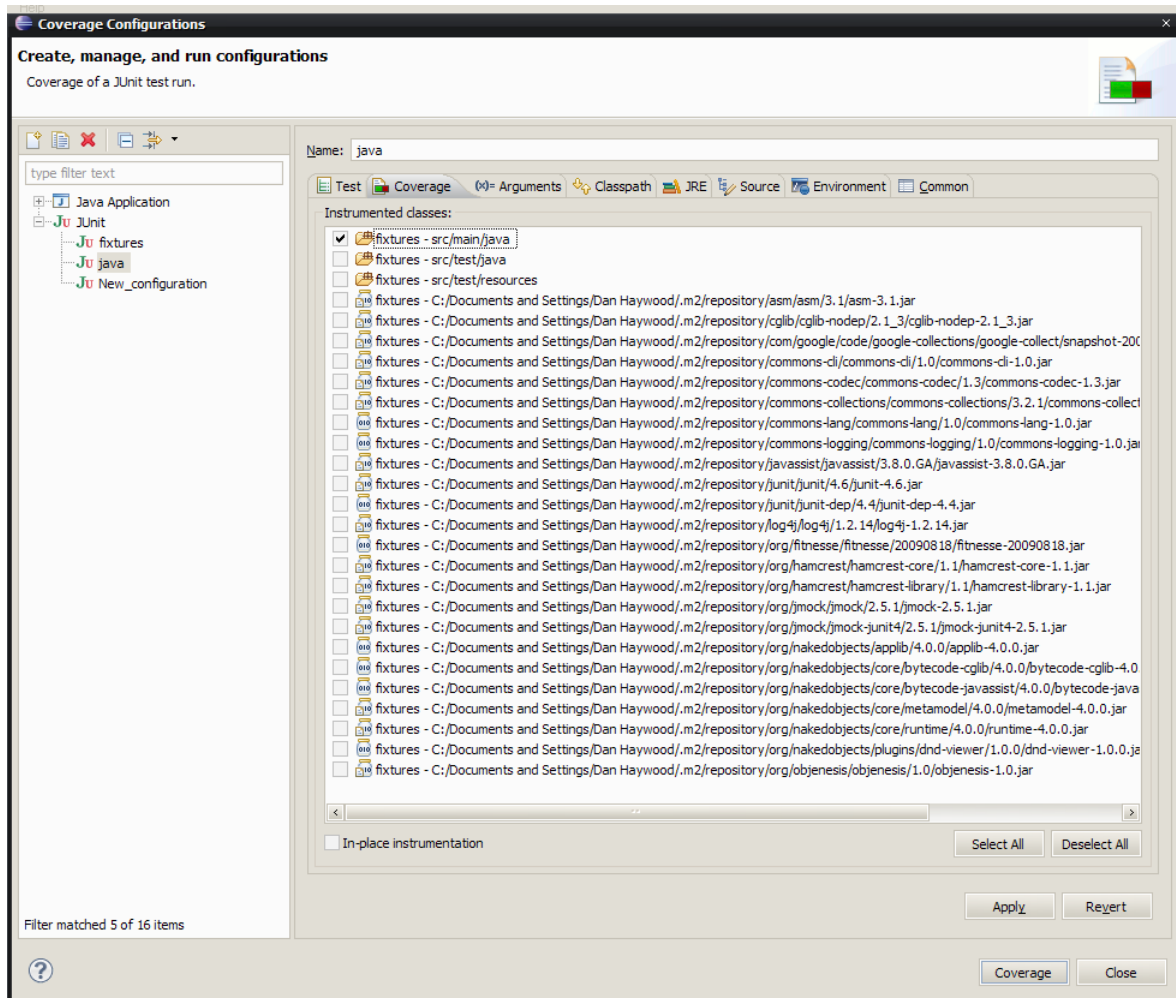 Help
Coverage Configurations
Create, manage, and run configurations
Coverage of a JUnit test run.
type filter text
Java Application
JUnit
fixtures
java
New_configuration
Filter matched 5 of 16 items
Name: java
Test Coverage (x)= Arguments Classpath JRE Source Environment Common
Instrumented classes:
fixtures - src/main/java
fixtures - src/test/java
fixtures - src/test/resources
fixtures - C:/Documents and Settings/Dan Haywood/.m2/repository/asm/asm/3.1/asm-3.1.jar
fixtures - C:/Documents and Settings/Dan Haywood/.m2/repository/cglib/cglib-nodep/2.1_3/cglib-nodep-2.1_3.jar
fixtures - C:/Documents and Settings/Dan Haywood/.m2/repository/com/google/code/google-collections/google-collect/snapshot-200
fixtures - C:/Documents and Settings/Dan Haywood/.m2/repository/commons-cli/commons-cli/1.0/commons-cli-1.0.jar
fixtures - C:/Documents and Settings/Dan Haywood/.m2/repository/commons-codec/commons-codec/1.3/commons-codec-1.3.jar
fixtures - C:/Documents and Settings/Dan Haywood/.m2/repository/commons-collections/commons-collections/3.2.1/commons-collect
fixtures - C:/Documents and Settings/Dan Haywood/.m2/repository/commons-lang/commons-lang/1.0/commons-lang-1.0.jar
fixtures - C:/Documents and Settings/Dan Haywood/.m2/repository/commons-logging/commons-logging/1.0/commons-logging-1.0.jar
fixtures - C:/Documents and Settings/Dan Haywood/.m2/repository/javassist/javassist/3.8.0.GA/javassist-3.8.0.GA.jar
fixtures - C:/Documents and Settings/Dan Haywood/.m2/repository/junit/junit/4.6/junit-4.6.jar
fixtures - C:/Documents and Settings/Dan Haywood/.m2/repository/junit/junit-dep/4.4/junit-dep-4.4.jar
fixtures - C:/Documents and Settings/Dan Haywood/.m2/repository/log4j/log4j/1.2.14/log4j-1.2.14.jar
fixtures - C:/Documents and Settings/Dan Haywood/.m2/repository/org/fitnesse/fitnesse/20090818/fitnesse-20090818.jar
fixtures - C:/Documents and Settings/Dan Haywood/.m2/repository/org/hamcrest/hamcrest-core/1.1/hamcrest-core-1.1.jar
fixtures - C:/Documents and Settings/Dan Haywood/.m2/repository/org/hamcrest/hamcrest-library/1.1/hamcrest-library-1.1.jar
fixtures - C:/Documents and Settings/Dan Haywood/.m2/repository/org/jmock/jmock/2.5.1/jmock-2.5.1.jar
fixtures - C:/Documents and Settings/Dan Haywood/.m2/repository/org/jmock/jmock-junit4/2.5.1/jmock-junit4-2.5.1.jar
fixtures - C:/Documents and Settings/Dan Haywood/.m2/repository/org/nakedobjects/applib/4.0.0/applib-4.0.0.jar
fixtures - C:/Documents and Settings/Dan Haywood/.m2/repository/org/nakedobjects/core/bytecode-cglib/4.0.0/bytecode-cglib-4.0
fixtures - C:/Documents and Settings/Dan Haywood/.m2/repository/org/nakedobjects/core/bytecode-javassist/4.0.0/bytecode-java
fixtures - C:/Documents and Settings/Dan Haywood/.m2/repository/org/nakedobjects/core/metamodel/4.0.0/metamodel-4.0.0.jar
fixtures - C:/Documents and Settings/Dan Haywood/.m2/repository/org/nakedobjects/core/runtime/4.0.0/runtime-4.0.0.jar
fixtures - C:/Documents and Settings/Dan Haywood/.m2/repository/org/nakedobjects/plugins/dnd-viewer/1.0.0/dnd-viewer-1.0.0.ja
fixtures - C:/Documents and Settings/Dan Haywood/.m2/repository/org/objenesis/objenesis/1.0/objenesis-1.0.jar
In-place instrumentation
Select All Deselect All
Apply Revert
Coverage Close